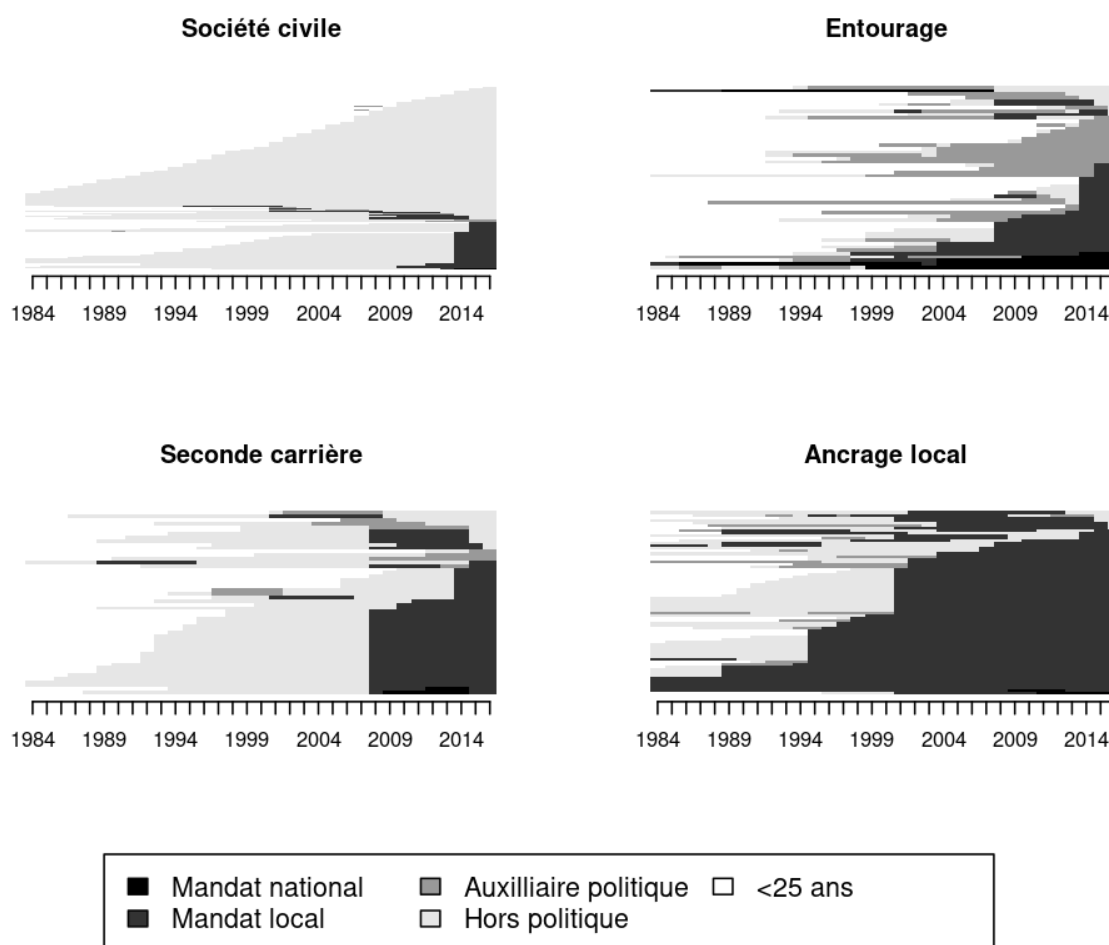 Société civile
Entourage
1984 1989 1994 1999 2004 2009 2014
1984 1989 1994 1999 2004 2009 2014
Seconde carrière
Ancrage local
1984 1989 1994 1999 2004 2009 2014
1984 1989 1994 1999 2004 2009 2014
Mandat national
Auxilliaire politique
<25 ans
Mandat local
Hors politique